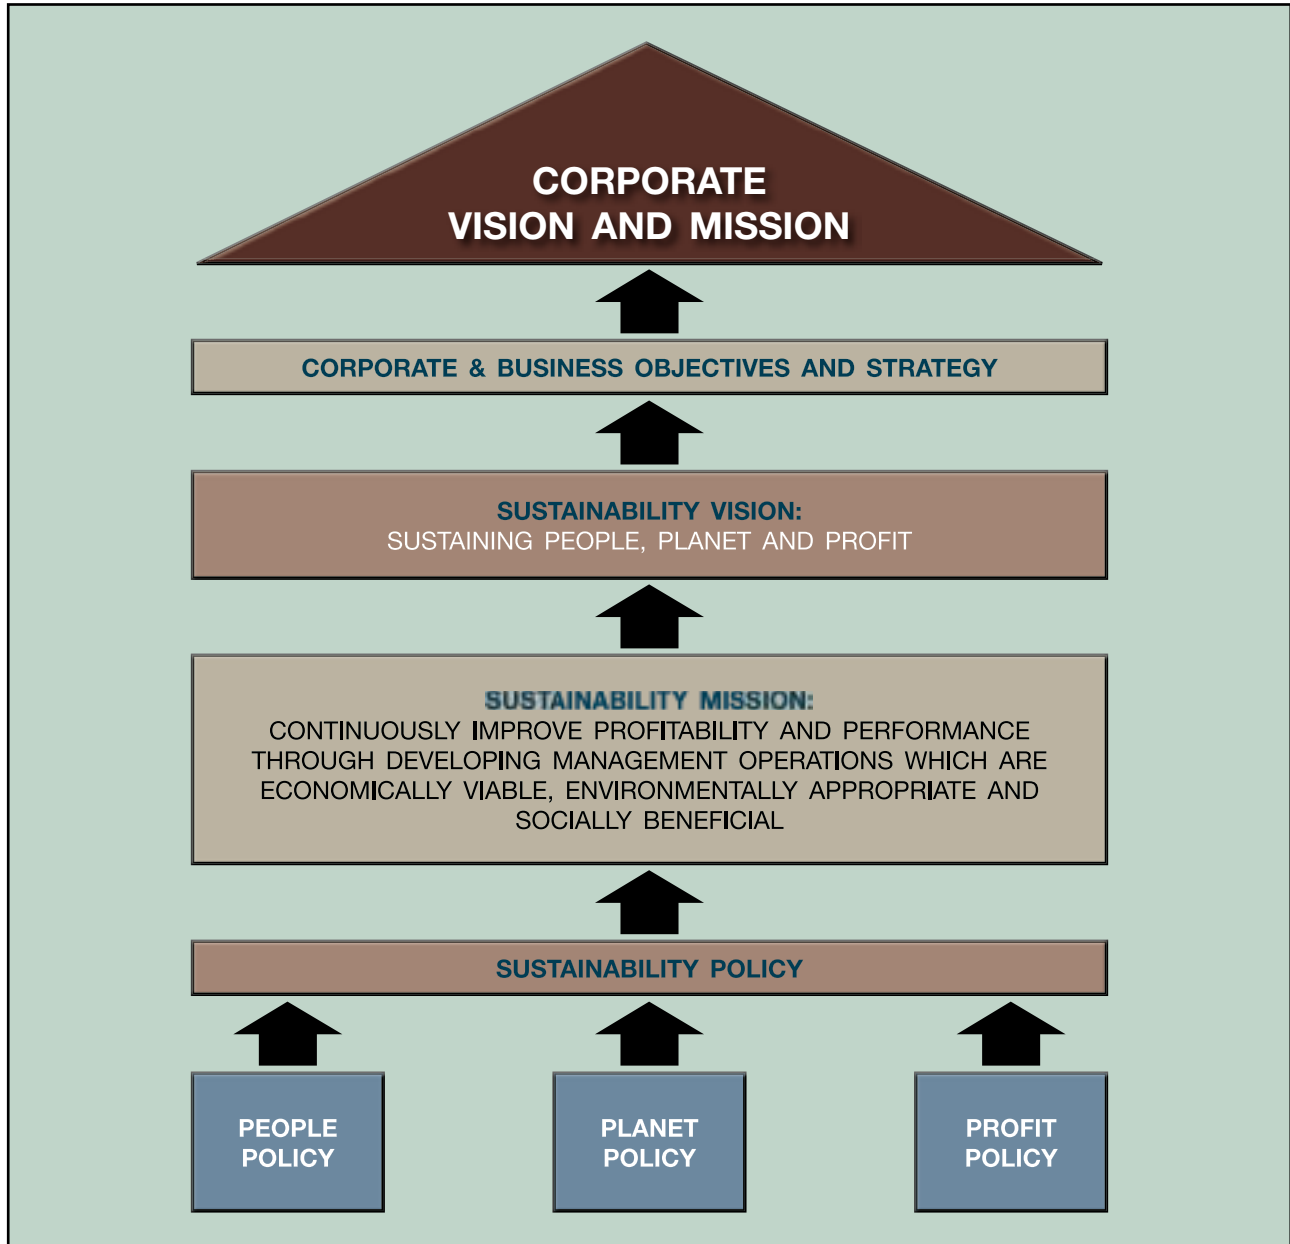 CORPORATE
VISION AND MISSION
CORPORATE & BUSINESS OBJECTIVES AND STRATEGY
SUSTAINABILITY VISION:
SUSTAINING PEOPLE, PLANET AND PROFIT
SUSTAINABILITY MISSION:
CONTINUOUSLY IMPROVE PROFITABILITY AND PERFORMANCE
THROUGH DEVELOPING MANAGEMENT OPERATIONS WHICH ARE
ECONOMICALLY VIABLE, ENVIRONMENTALLY APPROPRIATE AND
SOCIALLY BENEFICIAL
SUSTAINABILITY POLICY
PEOPLE
POLICY
PLANET
POLICY
PROFIT
POLICY